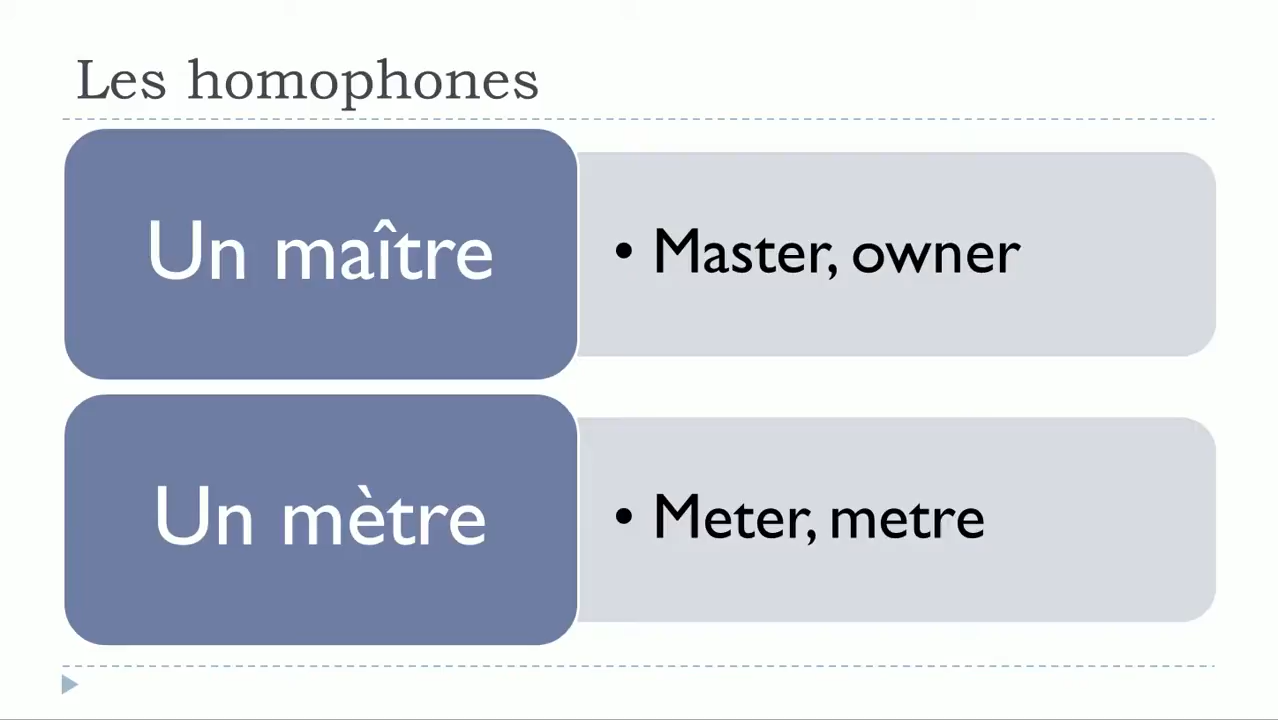 Les homophones
Un maître
• Master, owner
Un mètre
• Meter, metre